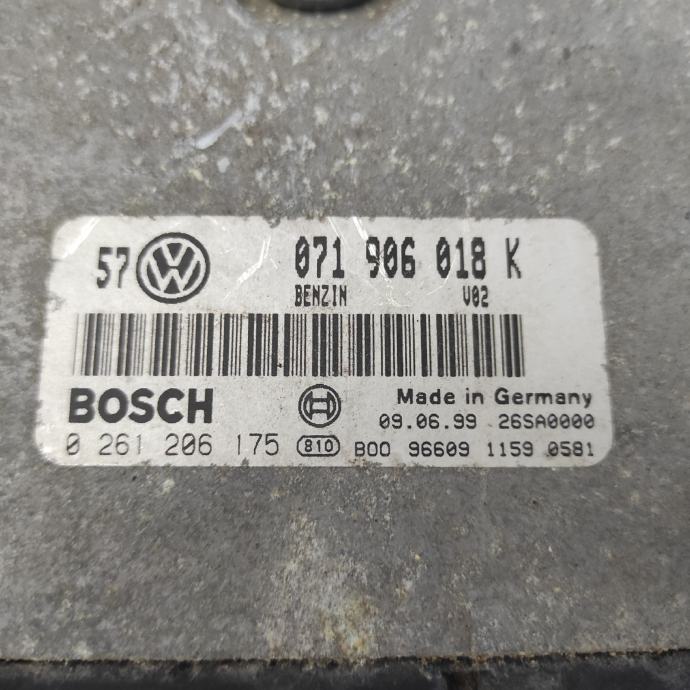 57 VW 071 906 018 K
BENZIN V02
BOSCH Made in Germany
09.06.99 26SA0000
0 261 206 175 810 B00 96609 1159 0581